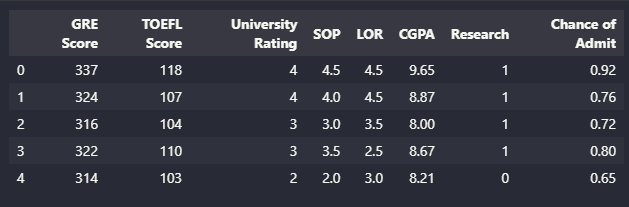 GRE Score TOEFL Score University Rating SOP LOR CGPA Research Chance of Admit
0 337 118 4 4.5 4.5 9.65 1 0.92
1 324 107 4 4.0 4.5 8.87 1 0.76
2 316 104 3 3.0 3.5 8.00 1 0.72
3 322 110 3 3.5 2.5 8.67 1 0.80
4 314 103 2 2.0 3.0 8.21 0 0.65